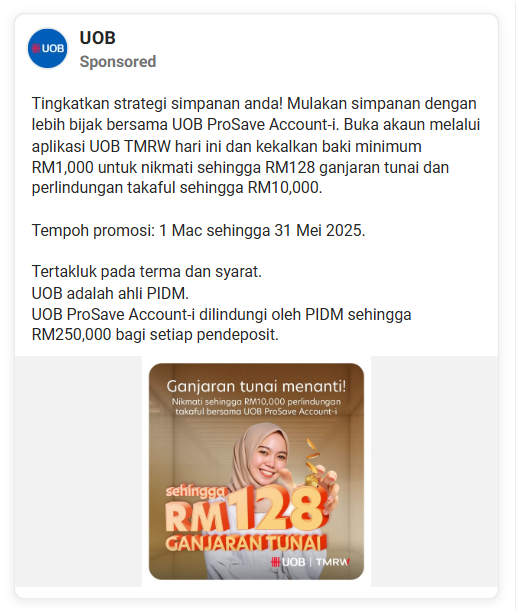 UOB
UOB
Sponsored
Tingkatkan strategi simpanan anda! Mulakan simpanan dengan
lebih bijak bersama UOB ProSave Account-i. Buka akaun melalui
aplikasi UOB TMRW hari ini dan kekalkan baki minimum
RM1,000 untuk nikmati sehingga RM128 ganjaran tunai dan
perlindungan takaful sehingga RM10,000.
Tempoh promosi: 1 Mac sehingga 31 Mei 2025.
Tertakluk pada terma dan syarat.
UOB adalah ahli PIDM.
UOB ProSave Account-i dilindungi oleh PIDM sehingga
RM250,000 bagi setiap pendeposit.
Ganjaran tunai menanti!
Nikmati sehingga RM10,000 perlindungan
takaful bersama UOB ProSave Account-i
sehingga
RM128
GANJARAN TUNAI
UOB | TMRW